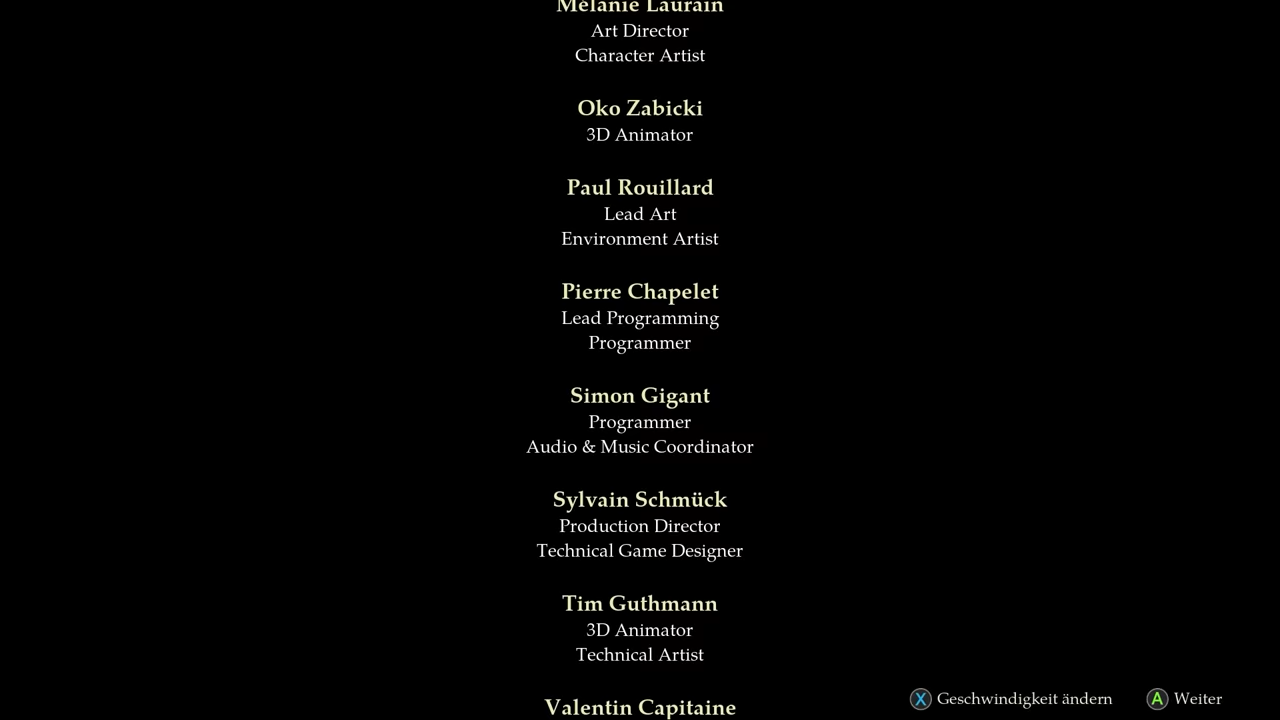 Mélanie Laurain
Art Director
Character Artist
Oko Zabicki
3D Animator
Paul Rouillard
Lead Art
Environment Artist
Pierre Chapelet
Lead Programming
Programmer
Simon Gigant
Programmer
Audio & Music Coordinator
Sylvain Schmück
Production Director
Technical Game Designer
Tim Guthmann
3D Animator
Technical Artist
Valentin Capitaine
X Geschwindigkeit ändern A Weiter